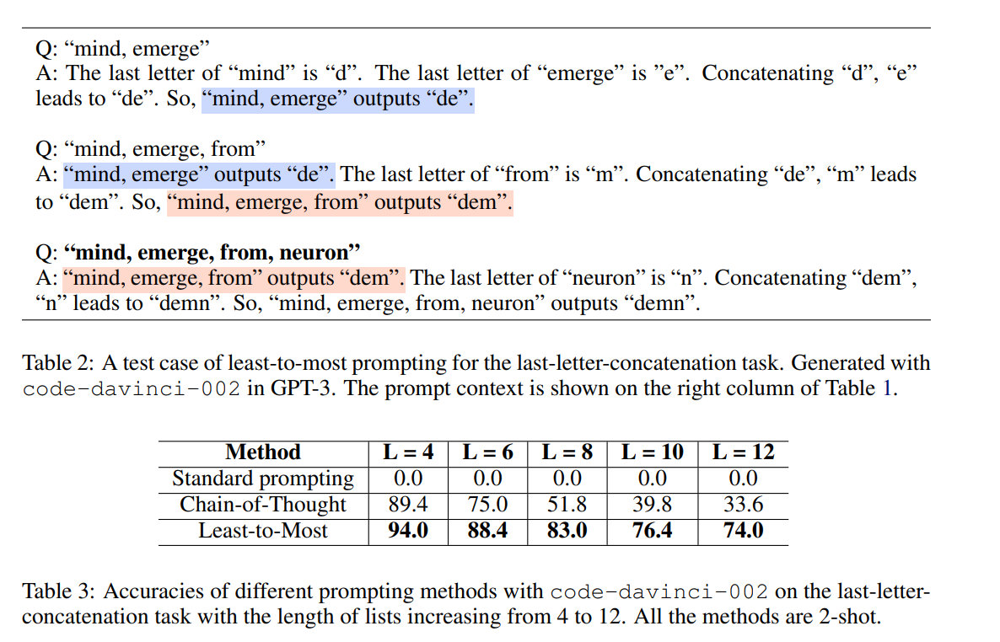 Q: “mind, emerge”
A: The last letter of “mind” is “d”. The last letter of “emerge” is ”e”. Concatenating “d”, “e”
leads to “de”. So, “mind, emerge” outputs “de”.
Q: “mind, emerge, from”
A: “mind, emerge” outputs “de”. The last letter of “from” is “m”. Concatenating “de”, “m” leads
to “dem”. So, “mind, emerge, from” outputs “dem”.
Q: “mind, emerge, from, neuron”
A: “mind, emerge, from” outputs “dem”. The last letter of “neuron” is “n”. Concatenating “dem”,
“n” leads to “demn”. So, “mind, emerge, from, neuron” outputs “demn”.
Table 2: A test case of least-to-most prompting for the last-letter-concatenation task. Generated with
code-davinci-002 in GPT-3. The prompt context is shown on the right column of Table 1.
Method L = 4 L = 6 L = 8 L = 10 L = 12
Standard prompting 0.0 0.0 0.0 0.0 0.0
Chain-of-Thought 89.4 75.0 51.8 39.8 33.6
Least-to-Most 94.0 88.4 83.0 76.4 74.0
Table 3: Accuracies of different prompting methods with code-davinci-002 on the last-letter-
concatenation task with the length of lists increasing from 4 to 12. All the methods are 2-shot.